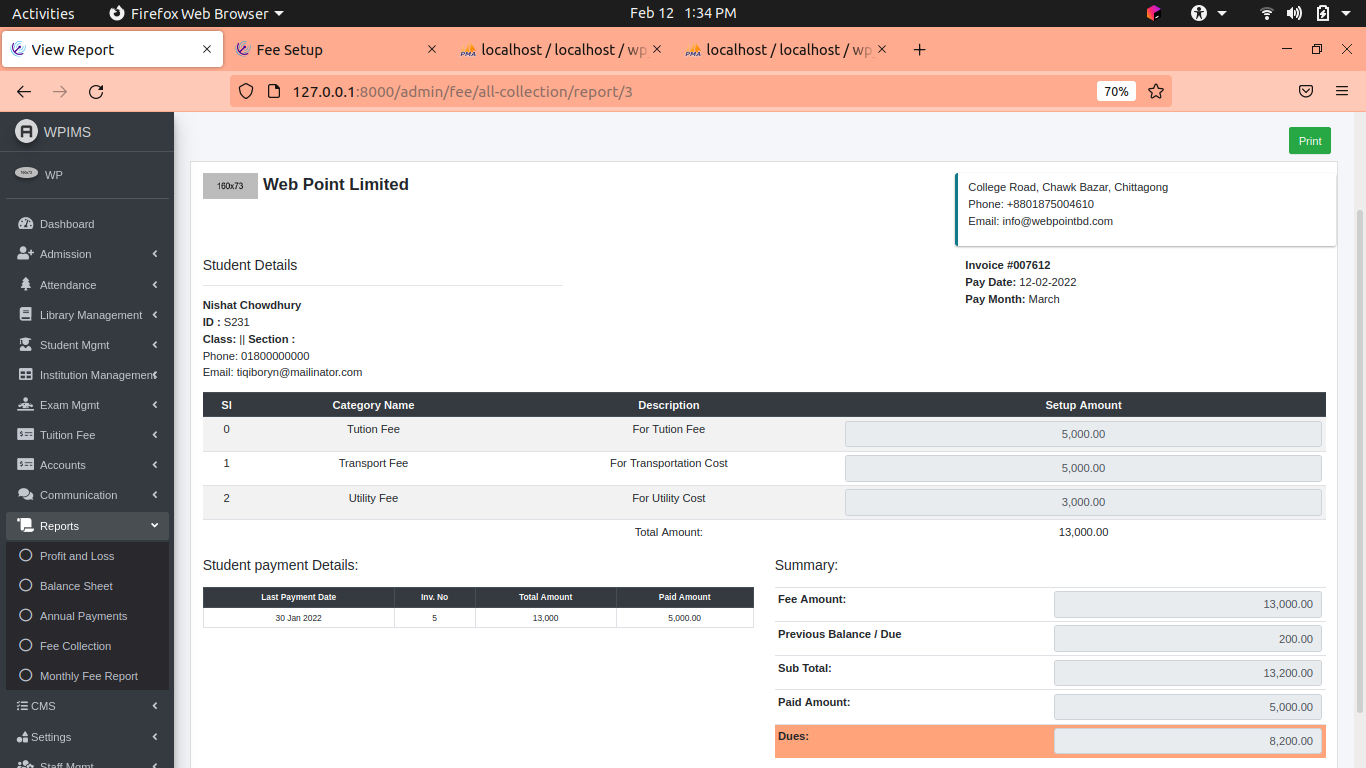 Activities Firefox Web Browser Feb 12 1:34 PM
View Report Fee Setup localhost / localhost / wp localhost / localhost / wp
127.0.0.1:8000/admin/fee/all-collection/report/3 70%
WPIMS
WP
Dashboard
Admission
Attendance
Library Management
Student Mgmt
Institution Management
Exam Mgmt
Tuition Fee
Accounts
Communication
Reports
Profit and Loss
Balance Sheet
Annual Payments
Fee Collection
Monthly Fee Report
CMS
Settings
Staff Mgmt
Print
160x73 Web Point Limited
College Road, Chawk Bazar, Chittagong
Phone: +8801875004610
Email: info@webpointbd.com
Student Details
Invoice #007612
Pay Date: 12-02-2022
Pay Month: March
Nishat Chowdhury
ID : S231
Class: || Section :
Phone: 01800000000
Email: tiqiboryn@mailinator.com
Sl Category Name Description Setup Amount
0 Tution Fee For Tution Fee 5,000.00
1 Transport Fee For Transportation Cost 5,000.00
2 Utility Fee For Utility Cost 3,000.00
Total Amount: 13,000.00
Student payment Details:
Last Payment Date Inv. No Total Amount Paid Amount
30 Jan 2022 5 13,000 5,000.00
Summary:
Fee Amount: 13,000.00
Previous Balance / Due 200.00
Sub Total: 13,200.00
Paid Amount: 5,000.00
Dues: 8,200.00